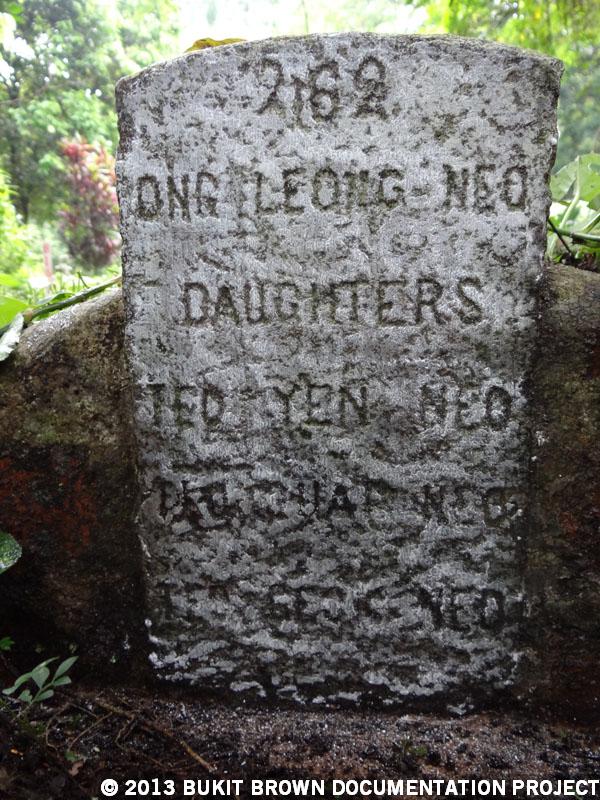 2162
ONG LEONG NEO
DAUGHTERS
TEO YEN NEO
NEO
NEO
© 2013 BUKIT BROWN DOCUMENTATION PROJECT